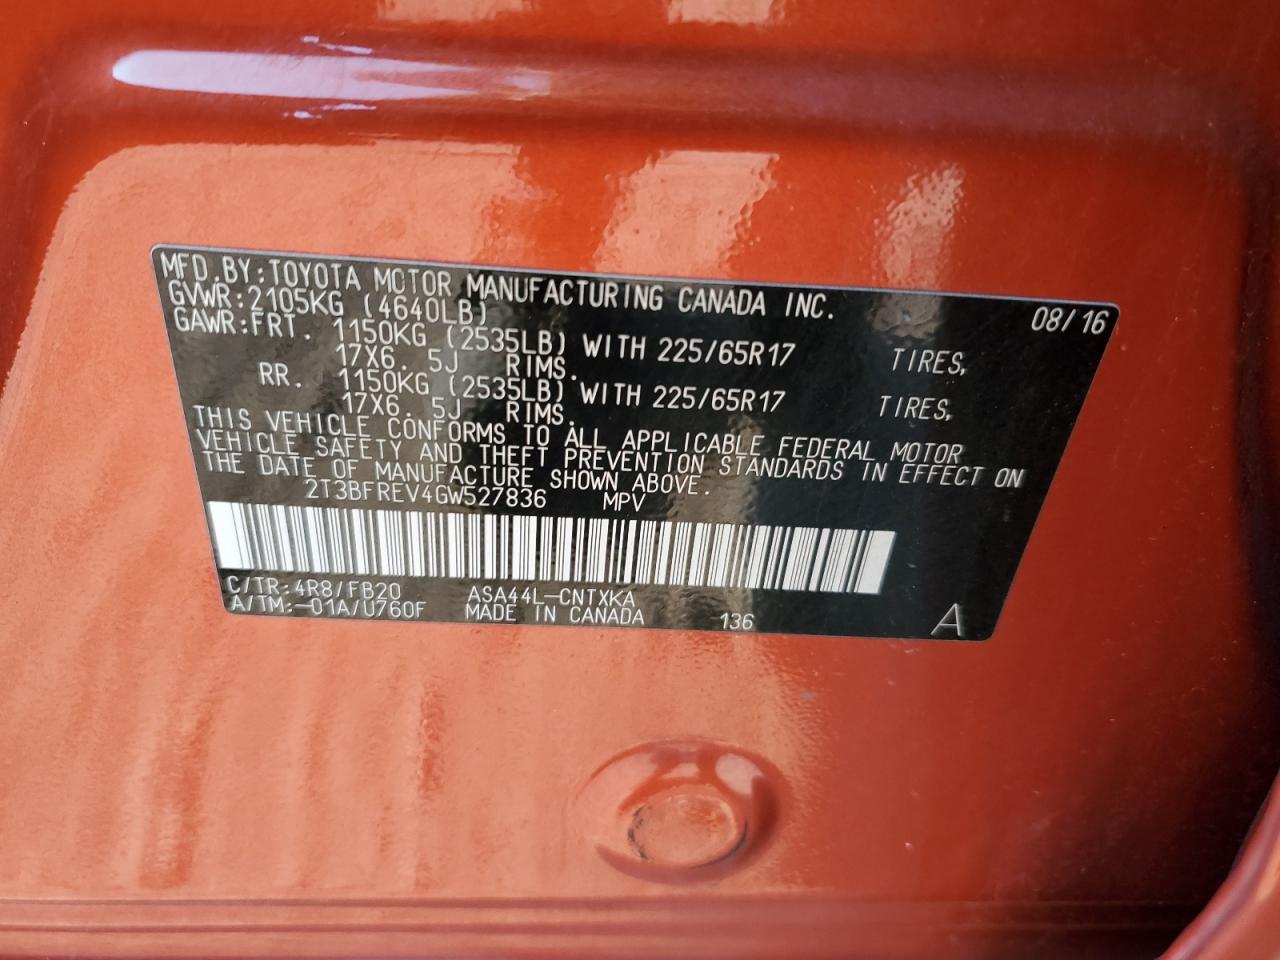 MFD.BY:TOYOTA MOTOR MANUFACTURING CANADA INC. 08/16
GVWR:2105KG (4640LB)
GAWR:FRT. 1150KG (2535LB) WITH 225/65R17 TIRES,
17X6. 5J RIMS.
RR. 1150KG (2535LB) WITH 225/65R17 TIRES,
17X6. 5J RIMS.
THIS VEHICLE CONFORMS TO ALL APPLICABLE FEDERAL MOTOR
VEHICLE SAFETY AND THEFT PREVENTION STANDARDS IN EFFECT ON
THE DATE OF MANUFACTURE SHOWN ABOVE.
2T3BFREV4GW527836 MPV
C/TR:4R8/FB20 ASA44L-CNTXKA
A/TM:-01A/U760F MADE IN CANADA 136 A